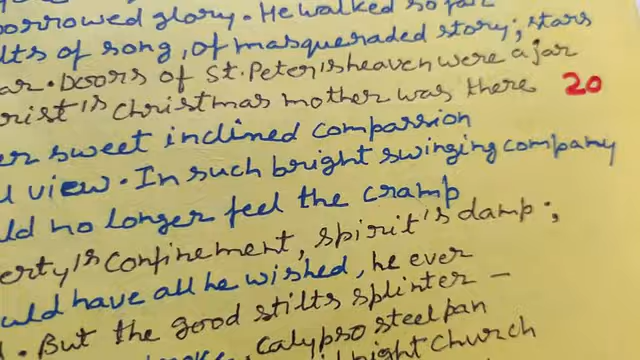 borrowed glory. He walked so far
lts of song, of masqueraded story; stars
ar. Doors of St. Peter's heaven were ajar
rist's Christmas mother was there 20
er sweet inclined compassion
l view. In such bright swinging company
ld no longer feel the cramp
erty's confinement, spirit's damp;
ould have all he wished, he ever
. But the good stilts splinter –
calypso steelpan
night Church